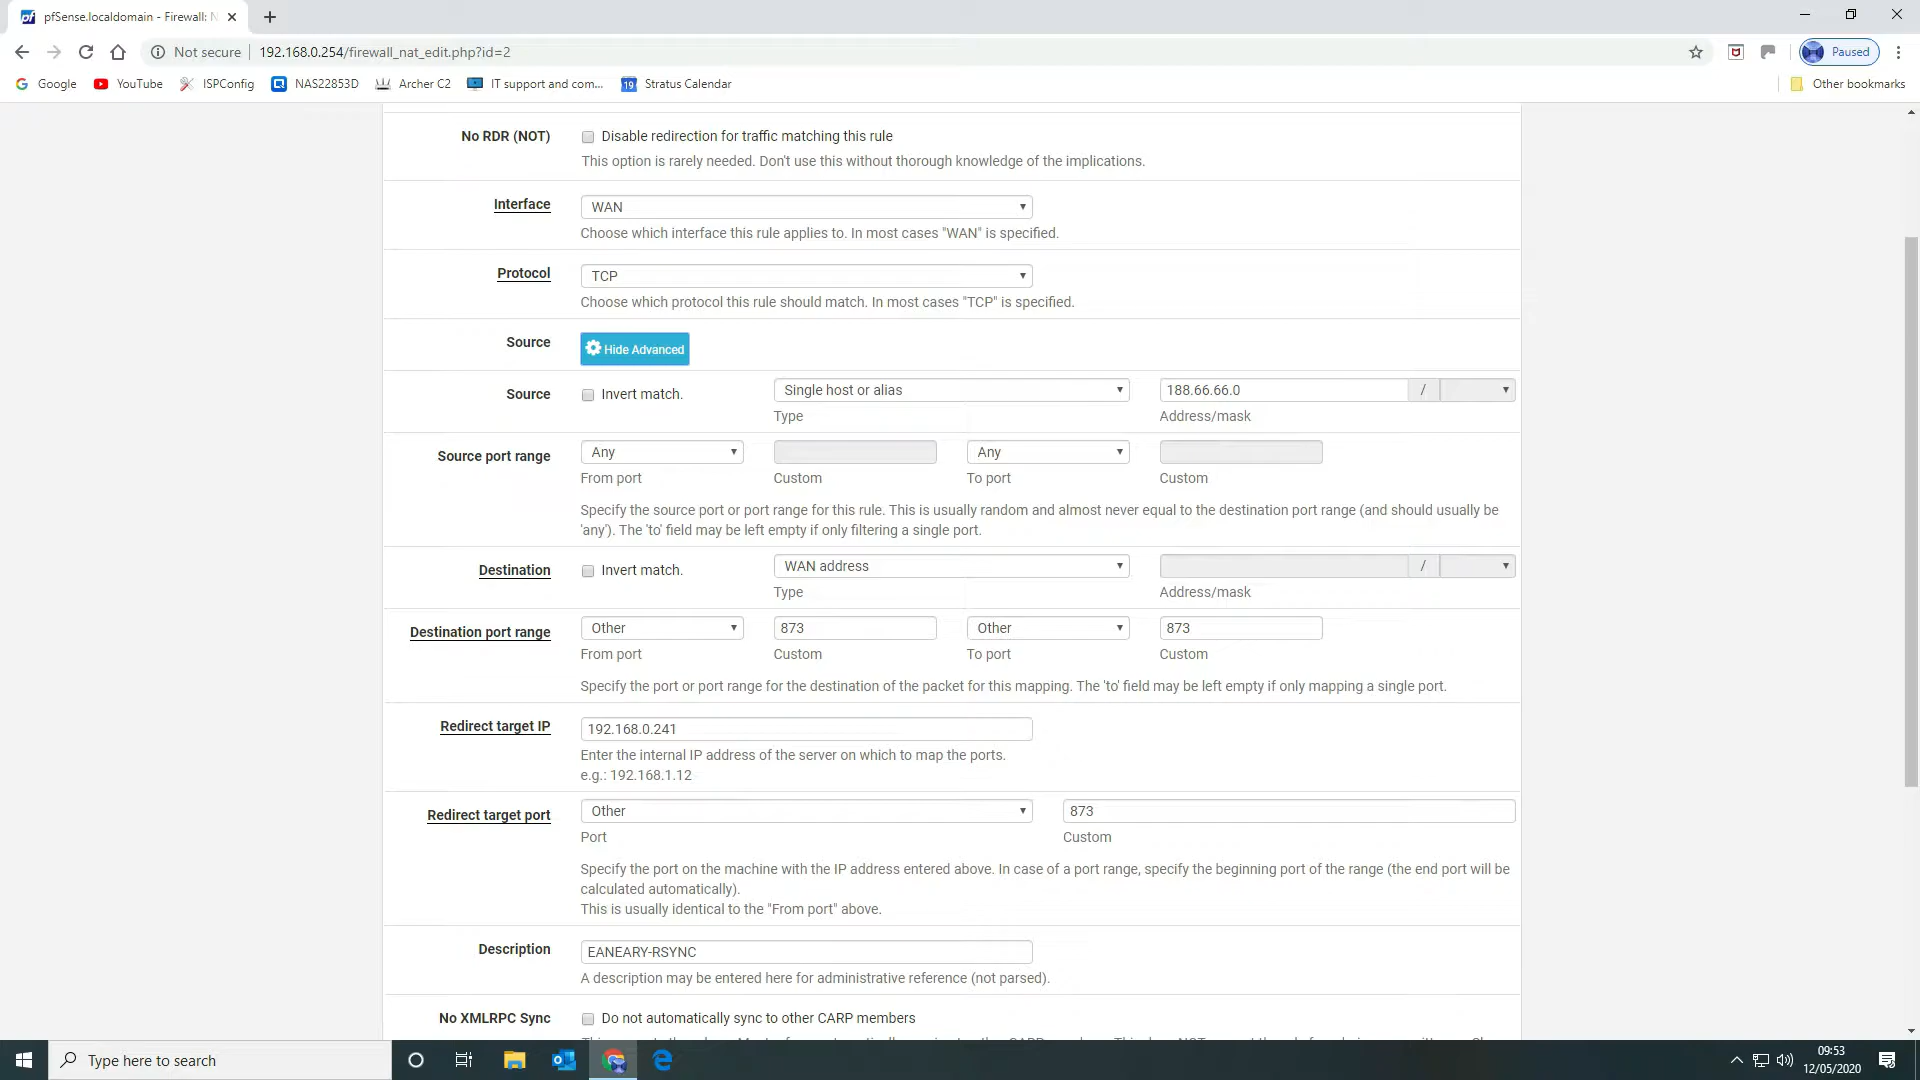 pfSense.localdomain - Firewall: N
Not secure
192.168.0.254/firewall_nat_edit.php?id=2
Paused
Google
YouTube
ISPConfig
NAS22853D
Archer C2
IT support and com...
19
Stratus Calendar
Other bookmarks
No RDR (NOT)
Disable redirection for traffic matching this rule
This option is rarely needed. Don't use this without thorough knowledge of the implications.
Interface
WAN
Choose which interface this rule applies to. In most cases "WAN" is specified.
Protocol
TCP
Choose which protocol this rule should match. In most cases "TCP" is specified.
Source
Hide Advanced
Source
Invert match.
Single host or alias
188.66.66.0
/
Type
Address/mask
Source port range
Any
Any
From port
Custom
To port
Custom
Specify the source port or port range for this rule. This is usually random and almost never equal to the destination port range (and should usually be
'any'). The 'to' field may be left empty if only filtering a single port.
Destination
Invert match.
WAN address
/
Type
Address/mask
Destination port range
Other
873
Other
873
From port
Custom
To port
Custom
Specify the port or port range for the destination of the packet for this mapping. The 'to' field may be left empty if only mapping a single port.
Redirect target IP
192.168.0.241
Enter the internal IP address of the server on which to map the ports.
e.g.: 192.168.1.12
Redirect target port
Other
873
Port
Custom
Specify the port on the machine with the IP address entered above. In case of a port range, specify the beginning port of the range (the end port will be
calculated automatically).
This is usually identical to the "From port" above.
Description
EANEARY-RSYNC
A description may be entered here for administrative reference (not parsed).
No XMLRPC Sync
Do not automatically sync to other CARP members
Type here to search
09:53
12/05/2020